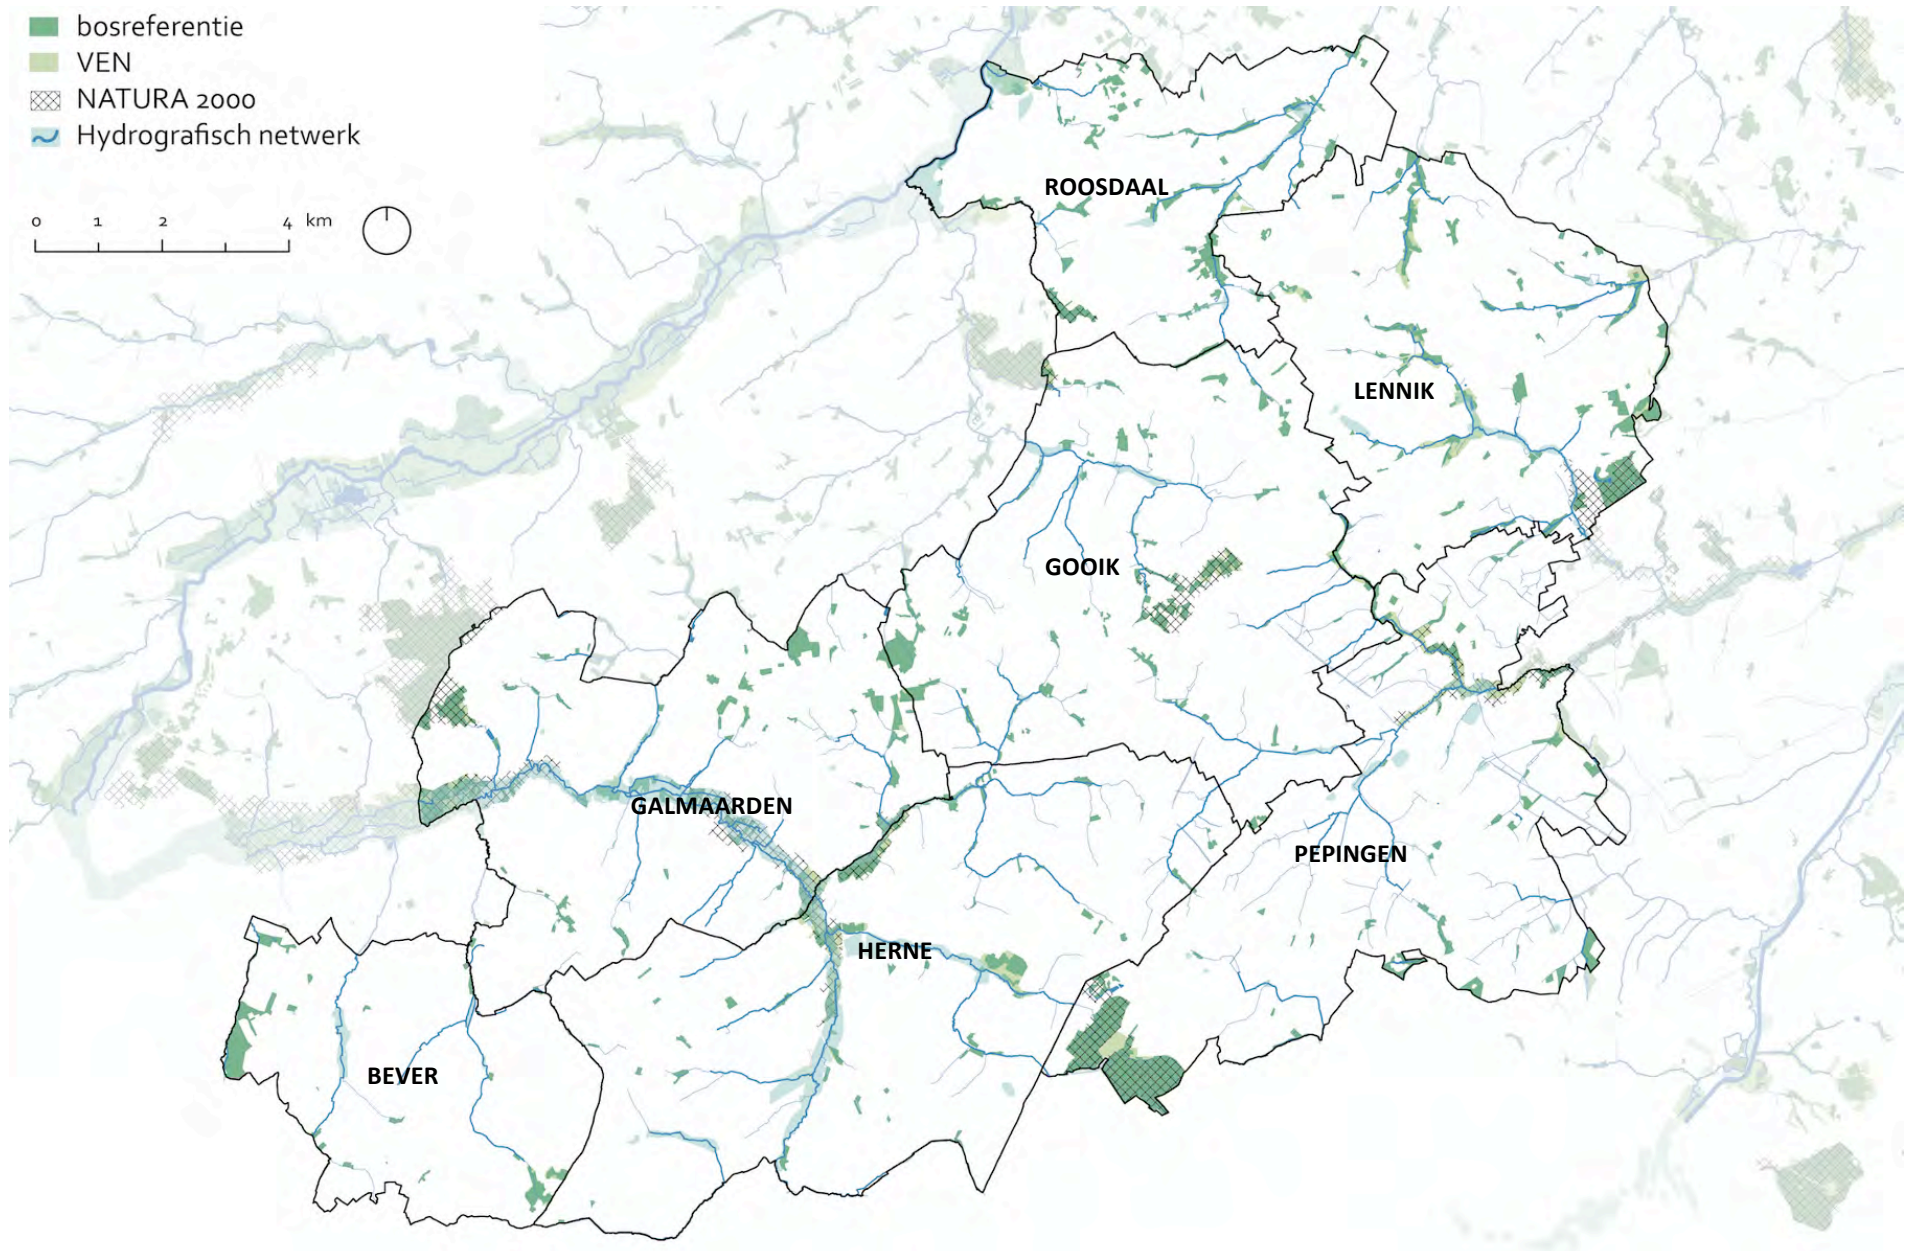 bosreferentie
VEN
NATURA 2000
Hydrografisch netwerk
0 1 2 4 km
ROOSDAAL
LENNIK
GOOIK
GALMAARDEN
PEPINGEN
HERNE
BEVER